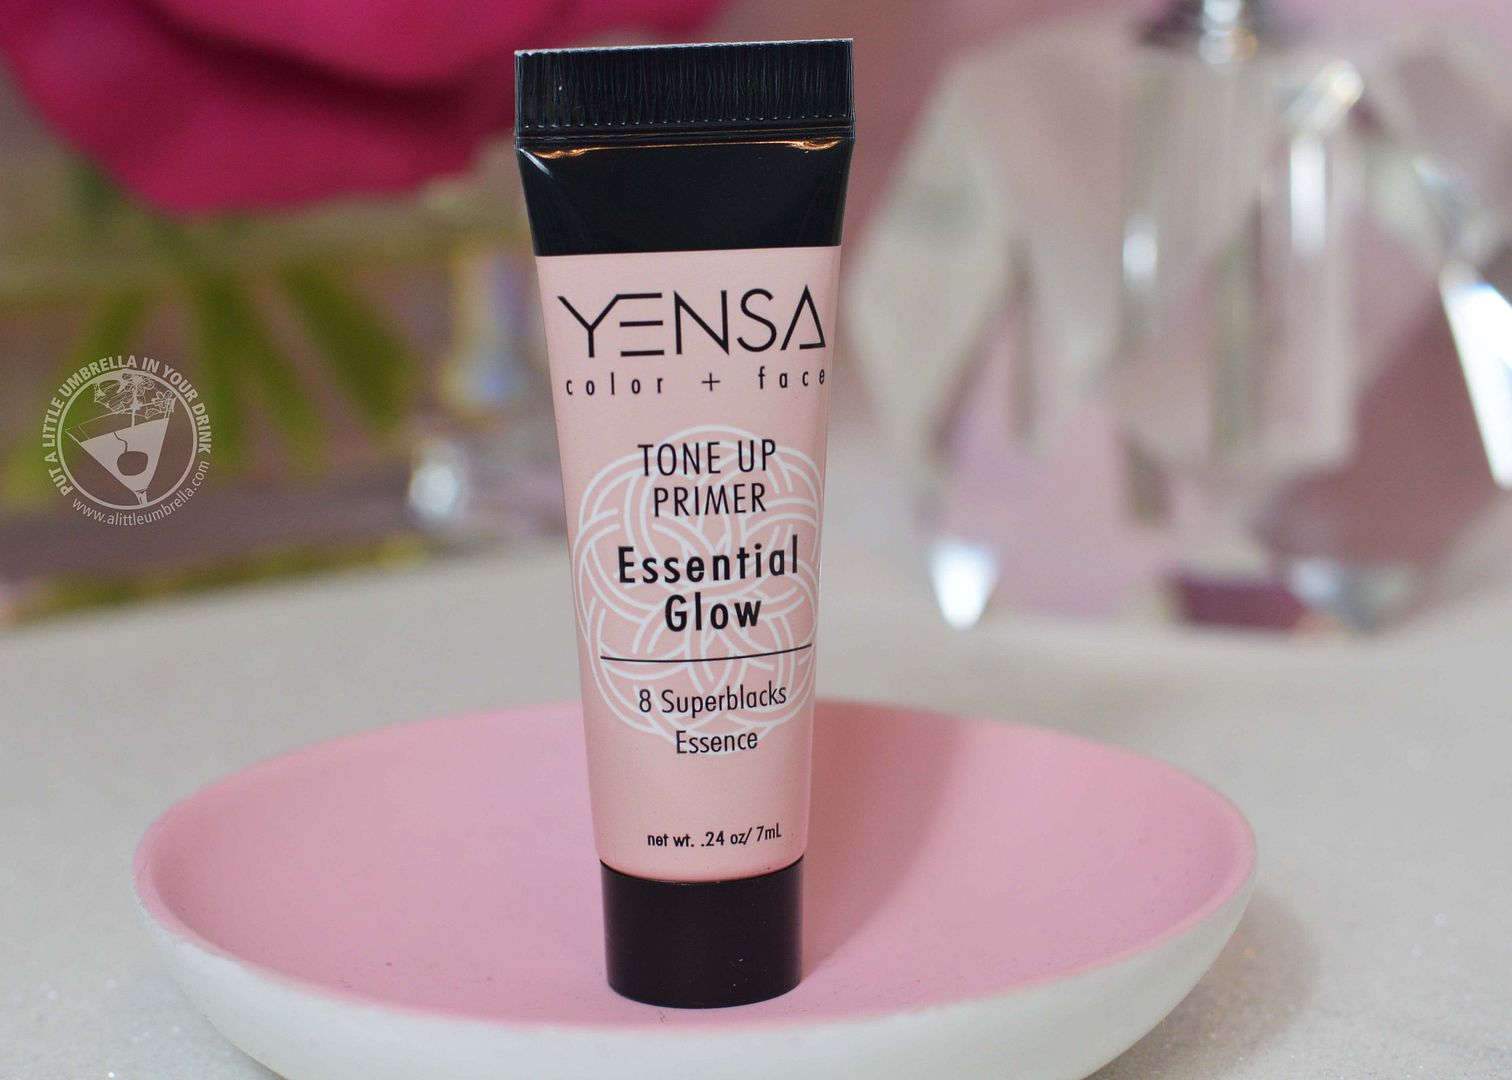 YENSA
color + face
TONE UP
PRIMER
Essential
Glow
8 Superblacks
Essence
net wt. .24 oz/ 7mL
PUT A LITTLE UMBRELLA IN YOUR DRINK
www.alittleumbrella.com